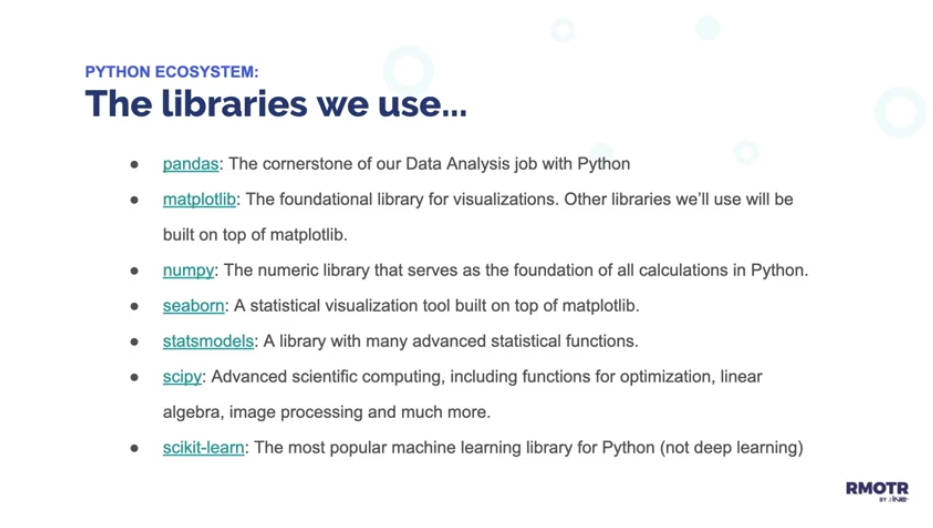 PYTHON ECOSYSTEM:
The libraries we use...
● pandas: The cornerstone of our Data Analysis job with Python
● matplotlib: The foundational library for visualizations. Other libraries we’ll use will be
built on top of matplotlib.
● numpy: The numeric library that serves as the foundation of all calculations in Python.
● seaborn: A statistical visualization tool built on top of matplotlib.
● statsmodels: A library with many advanced statistical functions.
● scipy: Advanced scientific computing, including functions for optimization, linear
algebra, image processing and much more.
● scikit-learn: The most popular machine learning library for Python (not deep learning)
RMOTR
BY INE